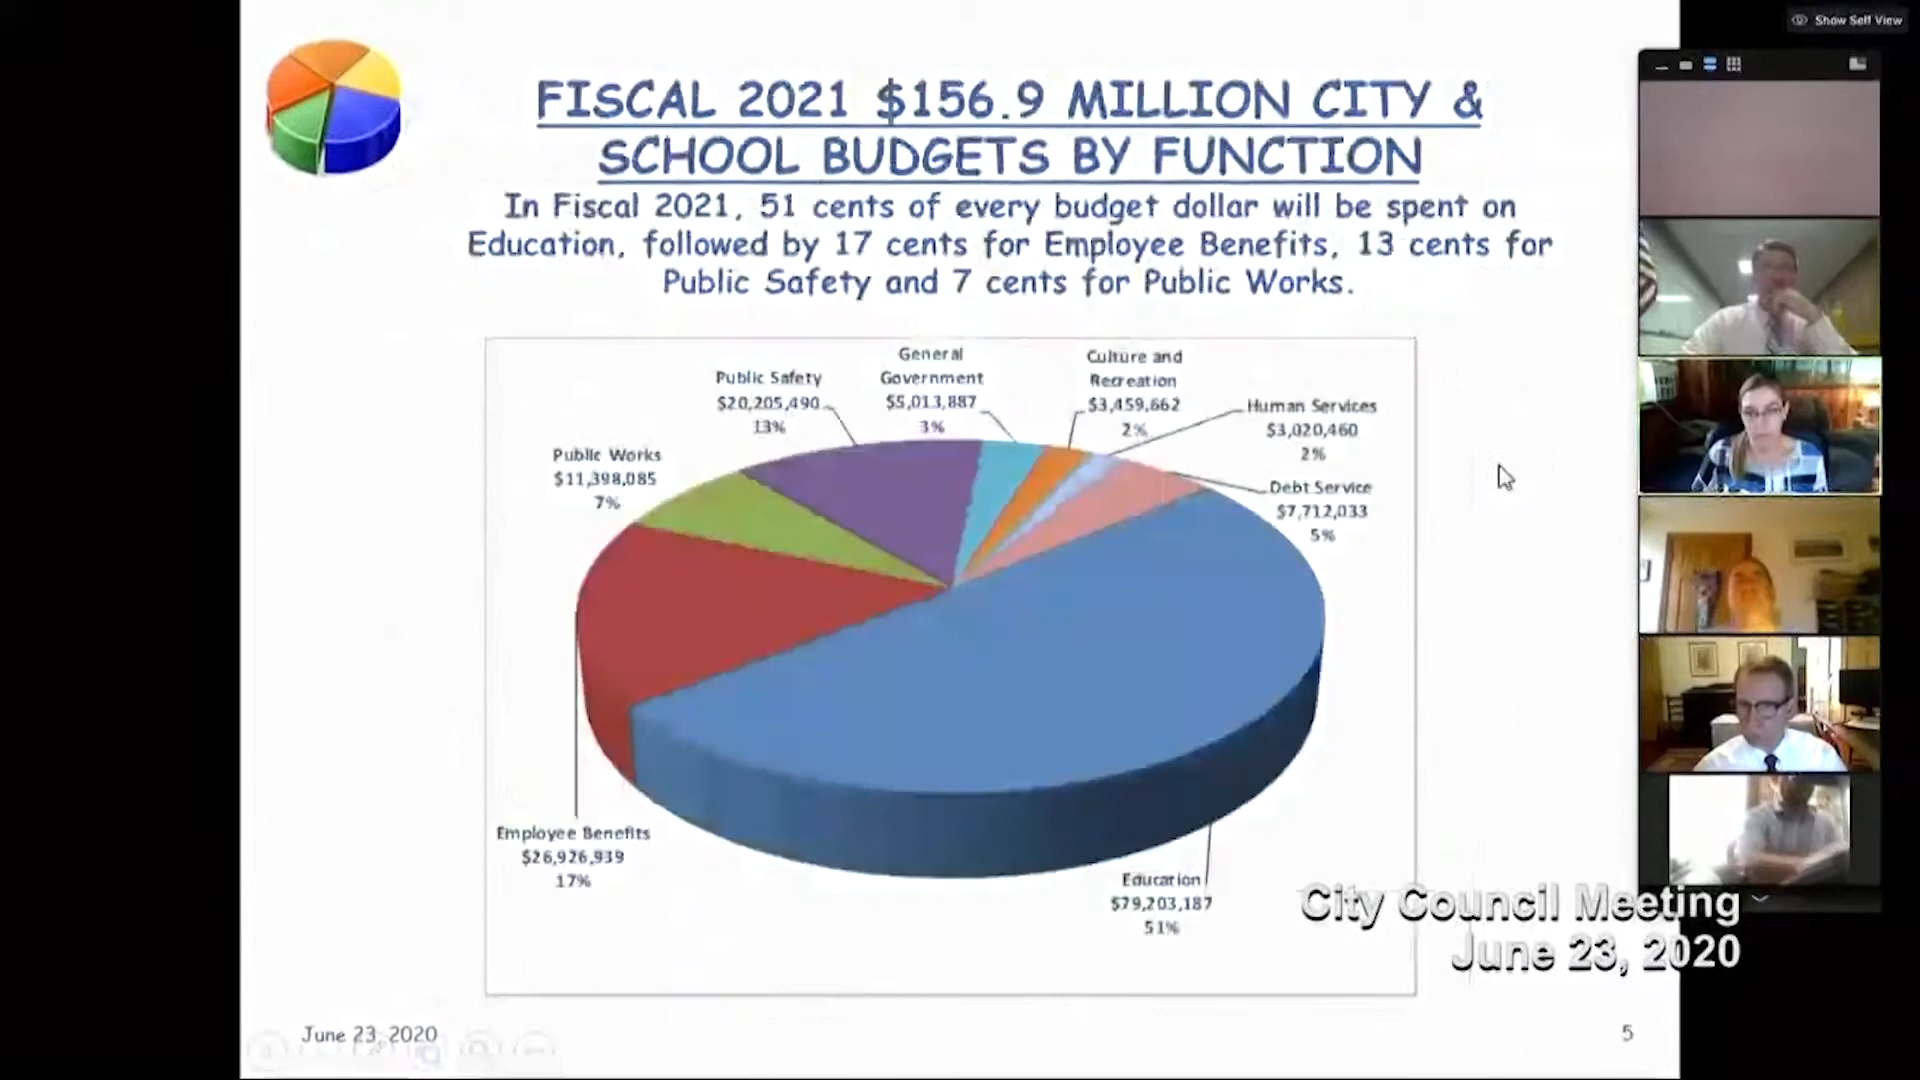 Show Self View
FISCAL 2021 $156.9 MILLION CITY &
SCHOOL BUDGETS BY FUNCTION
In Fiscal 2021, 51 cents of every budget dollar will be spent on
Education, followed by 17 cents for Employee Benefits, 13 cents for
Public Safety and 7 cents for Public Works.
General
Government
$5,013,887
3%
Culture and
Recreation
$3,459,662
2%
Public Safety
$20,205,490
13%
Human Services
$3,020,460
2%
Public Works
$11,398,085
7%
Debt Service
$7,712,033
5%
Employee Benefits
$26,926,939
17%
Education
$79,203,187
51%
City Council Meeting
June 23, 2020
June 23, 2020
5